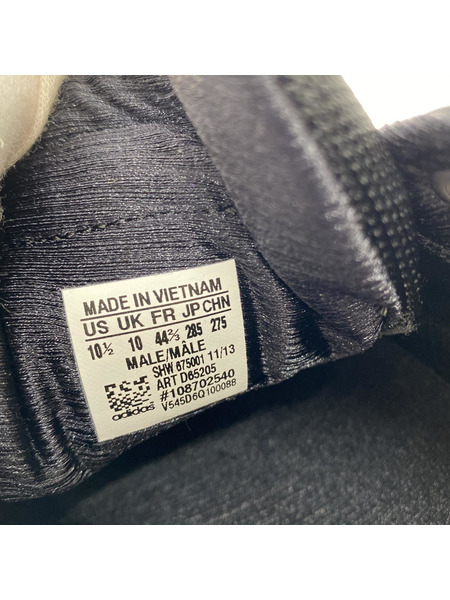 MADE IN VIETNAM
US UK FR JP CHN
10½ 10 44⅔ 285 275
MALE/MÂLE
SHW 675001 11/13
ART D65205
#108702540
V545D6Q10008B
adidas